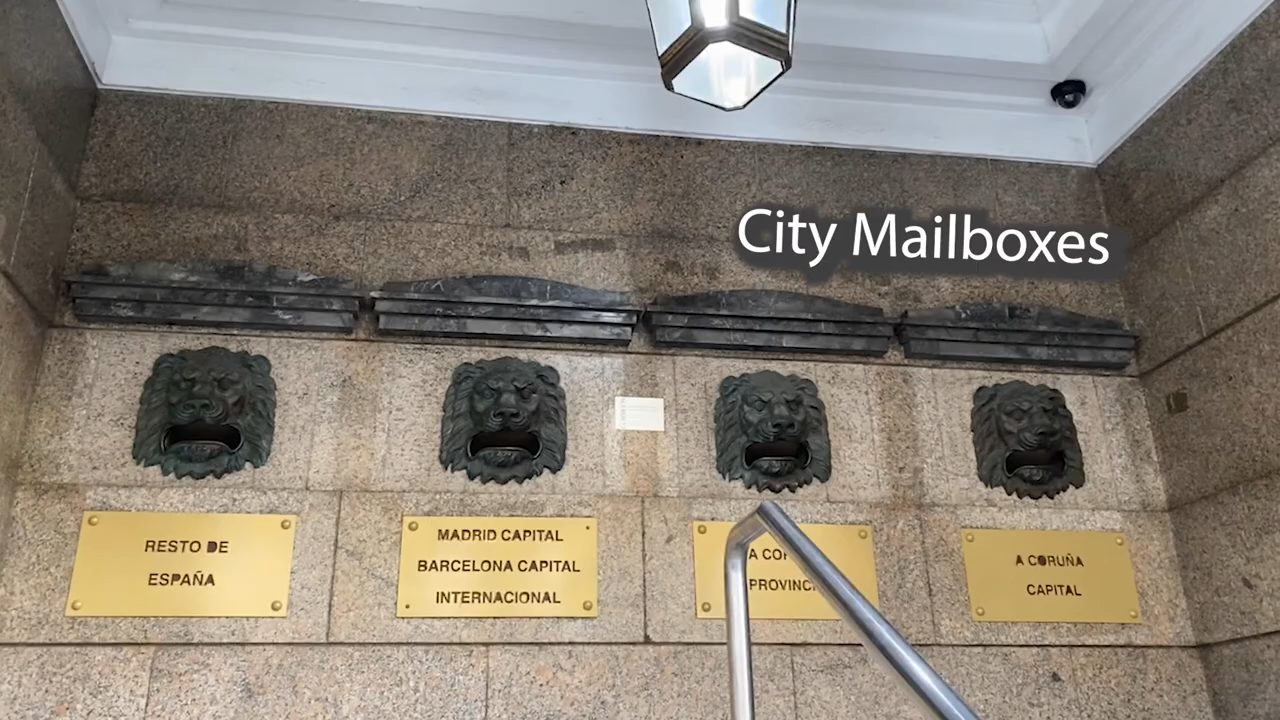 City Mailboxes
RESTO DE
ESPAÑA
MADRID CAPITAL
BARCELONA CAPITAL
INTERNACIONAL
A
A CORUÑA
CAPITAL